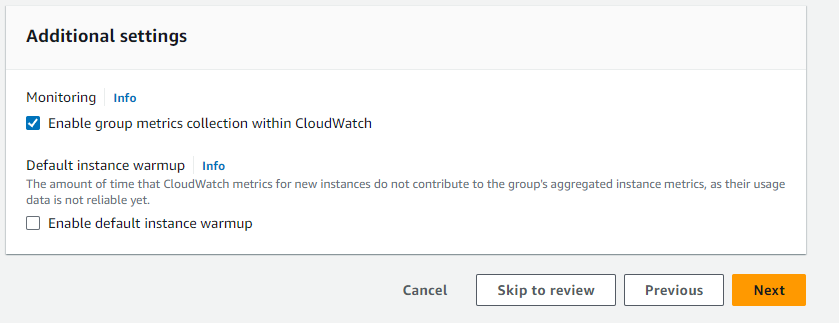 Additional settings
Monitoring Info
Enable group metrics collection within CloudWatch
Default instance warmup Info
The amount of time that CloudWatch metrics for new instances do not contribute to the group's aggregated instance metrics, as their usage
data is not reliable yet.
Enable default instance warmup
Cancel Skip to review Previous Next